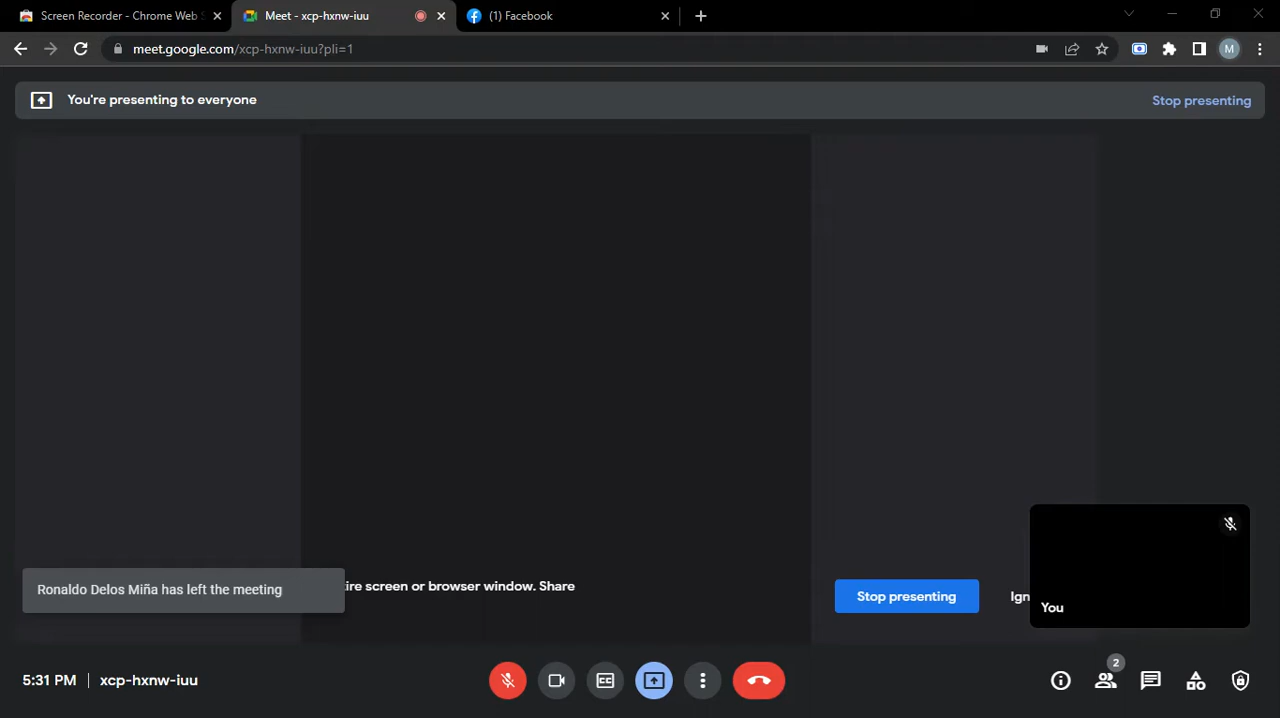 Screen Recorder - Chrome Web S
Meet - xcp-hxnw-iuu
(1) Facebook
meet.google.com/xcp-hxnw-iuu?pli=1
M
You're presenting to everyone
Stop presenting
Ronaldo Delos Miña has left the meeting
ire screen or browser window. Share
Stop presenting
Ign
You
5:31 PM | xcp-hxnw-iuu
CC
2